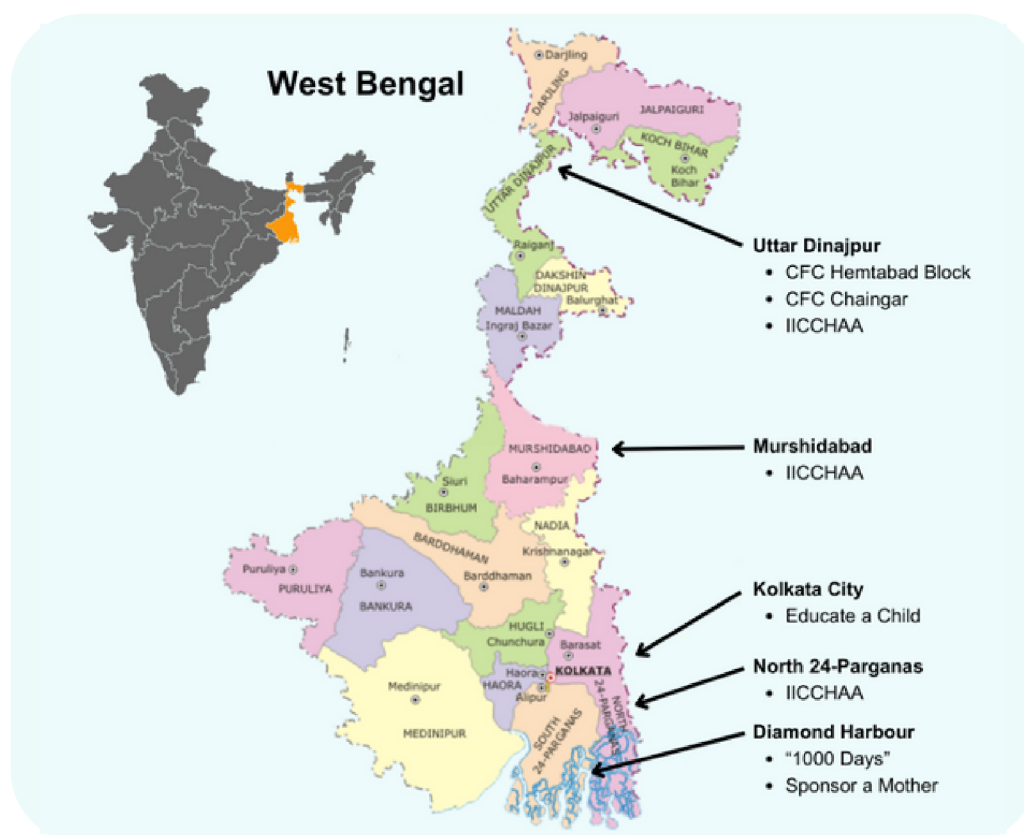 West Bengal
Darjling
DARJLING
JALPAIGURI
Jalpaiguri
KOCH BIHAR
Koch
Bihar
UTTAR DINAJPUR
Raiganj
DAKSHIN
DINAJPUR
Balurghat
MALDAH
Ingraj Bazar
Uttar Dinajpur
• CFC Hemtabad Block
• CFC Chaingar
• IICCHAA
MURSHIDABAD
Baharampur
Murshidabad
• IICCHAA
Siuri
BIRBHUM
NADIA
Krishnanagar
BARDDHAMAN
Barddhaman
Puruliya
PURULIYA
Bankura
BANKURA
HUGLI
Chunchura
Barasat
KOLKATA
Haora
HAORA
Alipur
Medinipur
MEDINIPUR
SOUTH
24-PARGANAS
NORTH
24-PARGANAS
Kolkata City
• Educate a Child
North 24-Parganas
• IICCHAA
Diamond Harbour
• “1000 Days”
• Sponsor a Mother